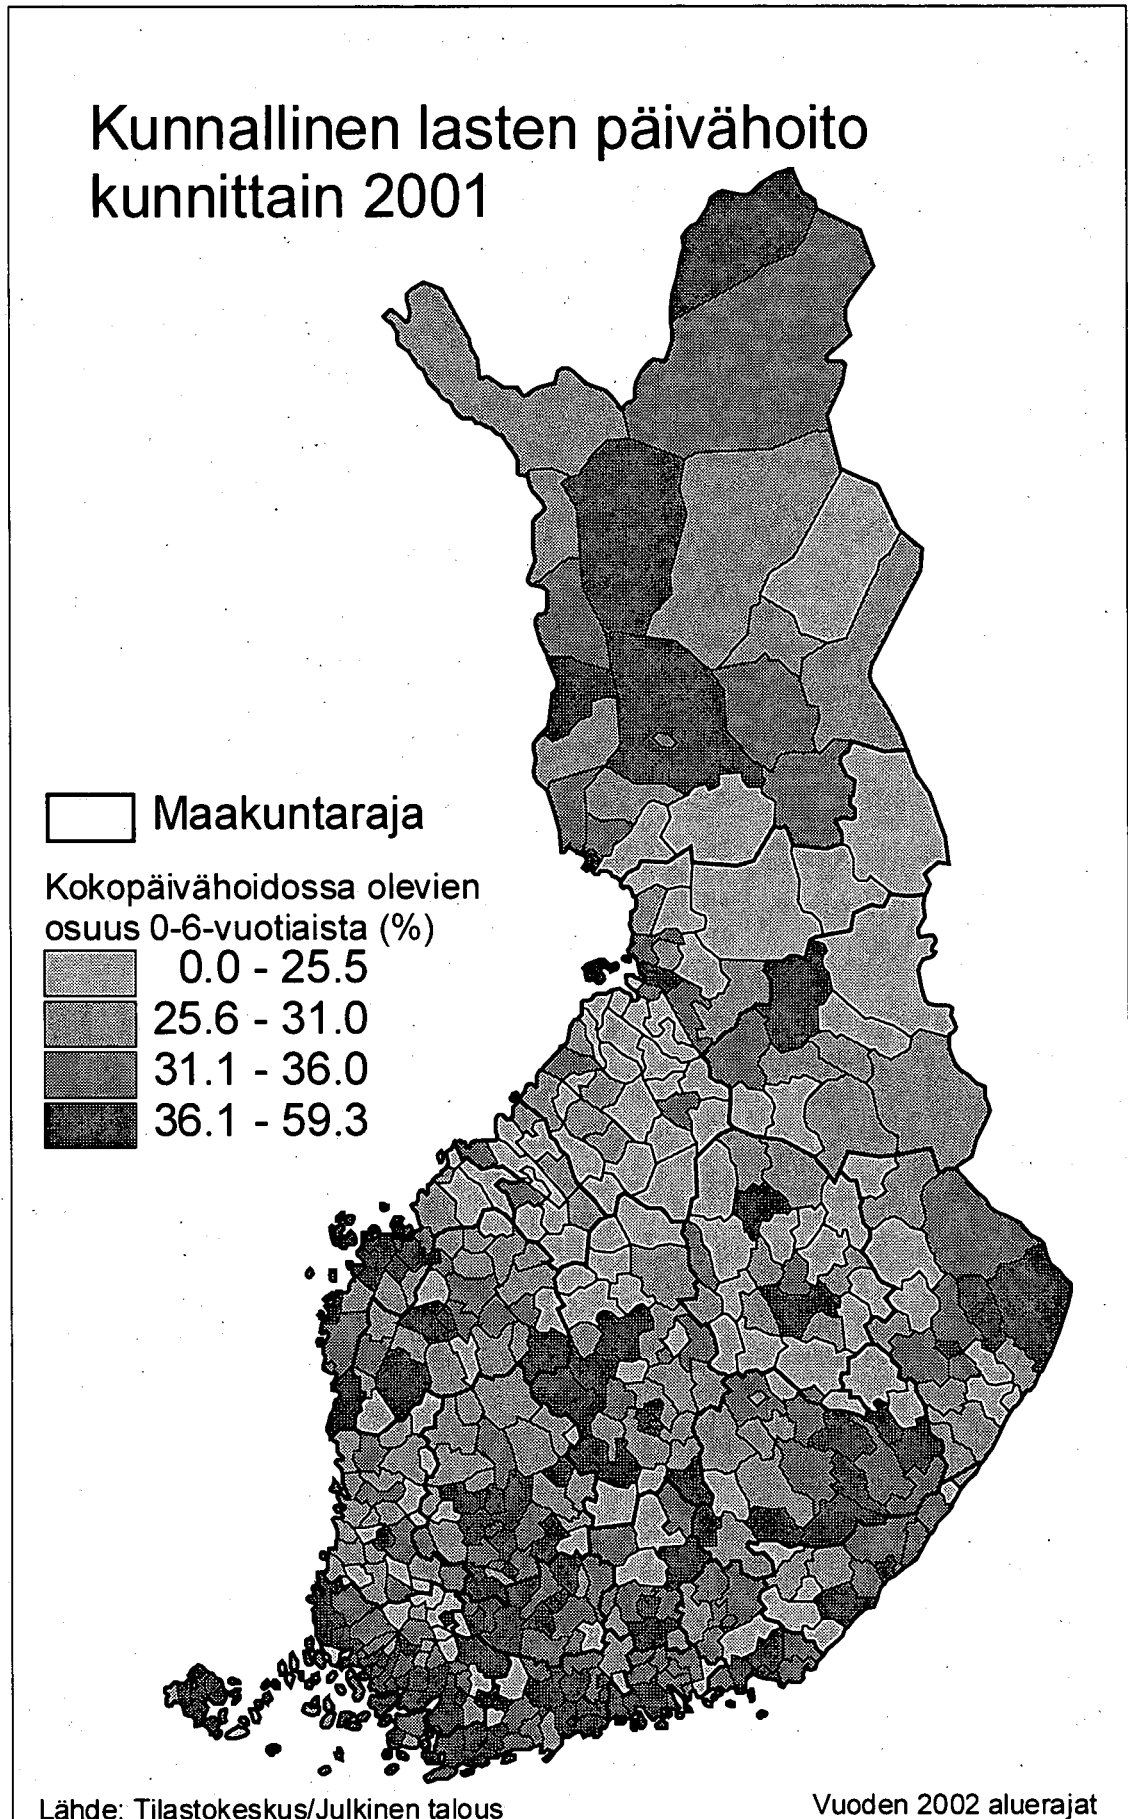 Kunnallinen lasten päivähoito
kunnittain 2001
Maakuntaraja
Kokopäivähoidossa olevien
osuus 0-6-vuotiaista (%)
0.0 - 25.5
25.6 - 31.0
31.1 - 36.0
36.1 - 59.3
Lähde: Tilastokeskus/Julkinen talous
Vuoden 2002 aluerajat